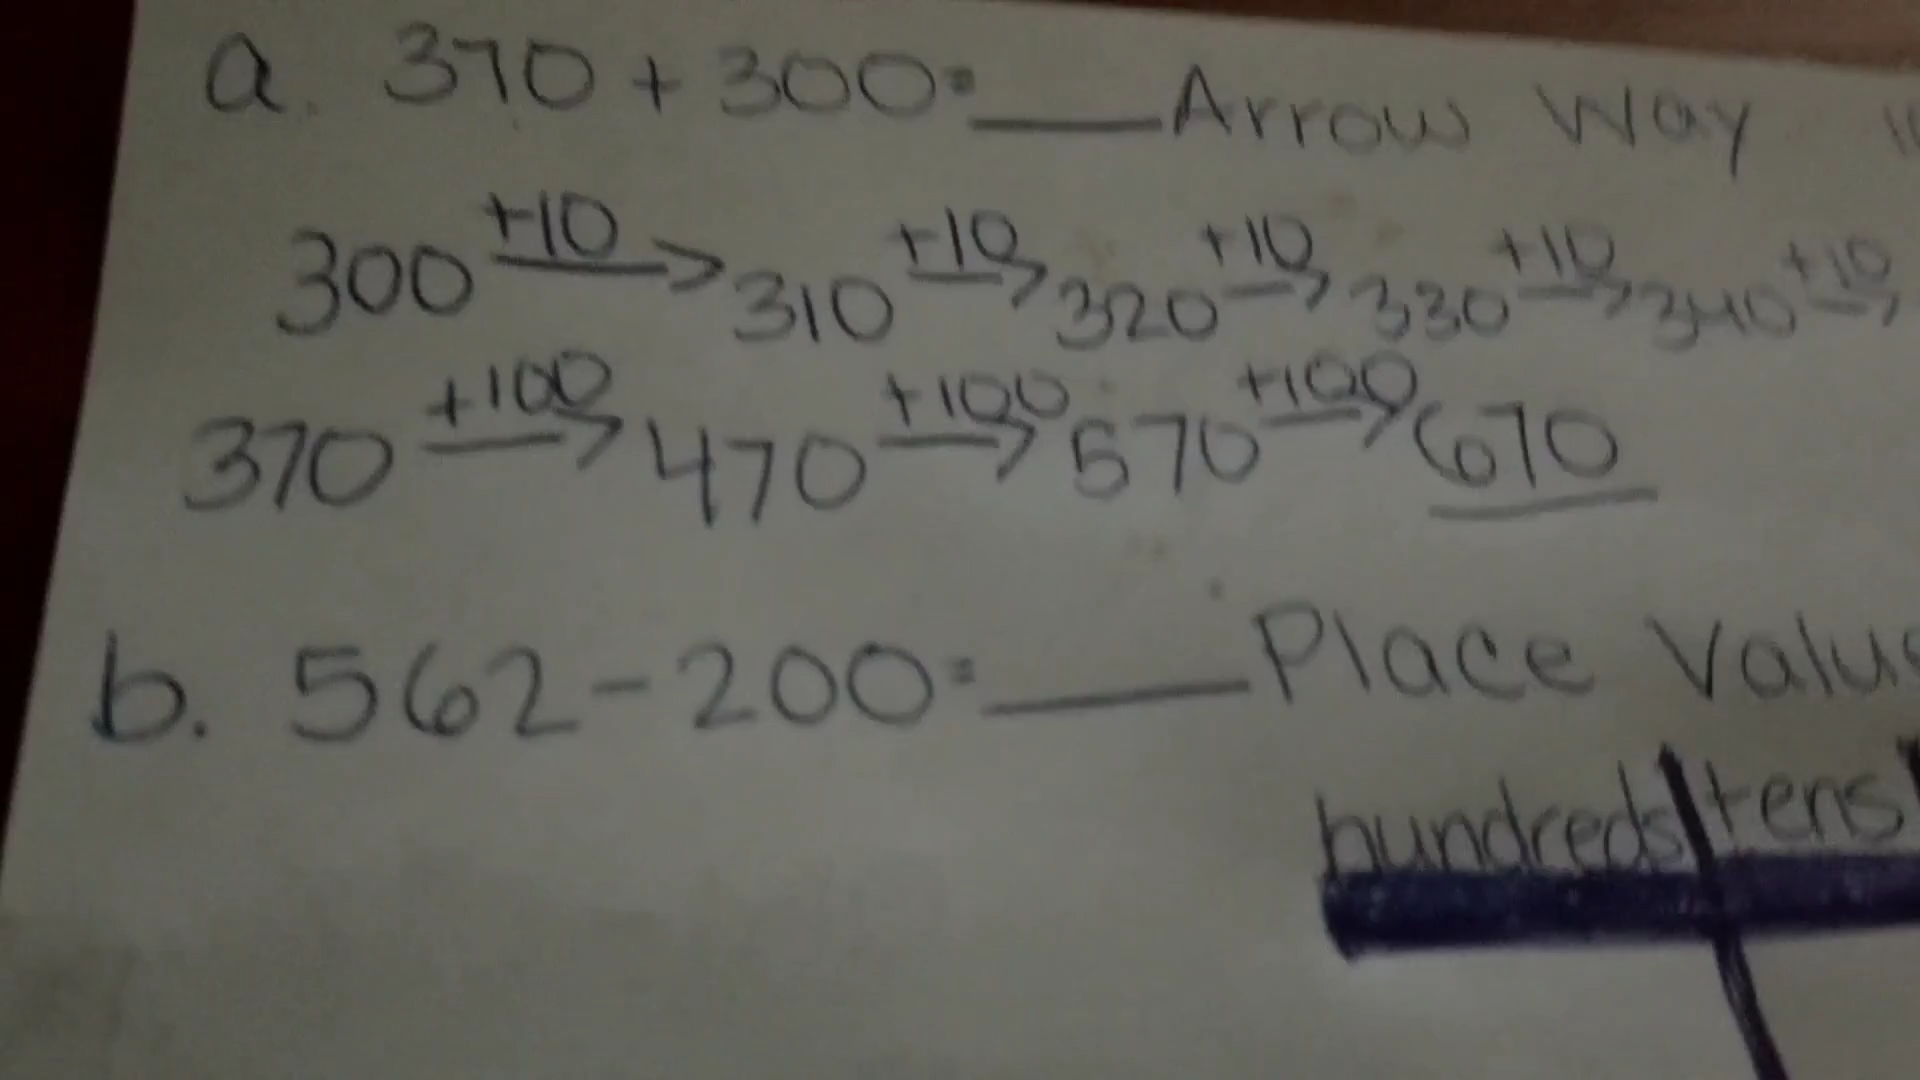 a. 370 + 300 = ___ Arrow Way
300 +10→ 310 +10→ 320 +10→ 330 +10→ 340 +10→
370 +100→ 470 +100→ 570 +100→ 670
b. 562 - 200 = ___ Place
hundreds | tens